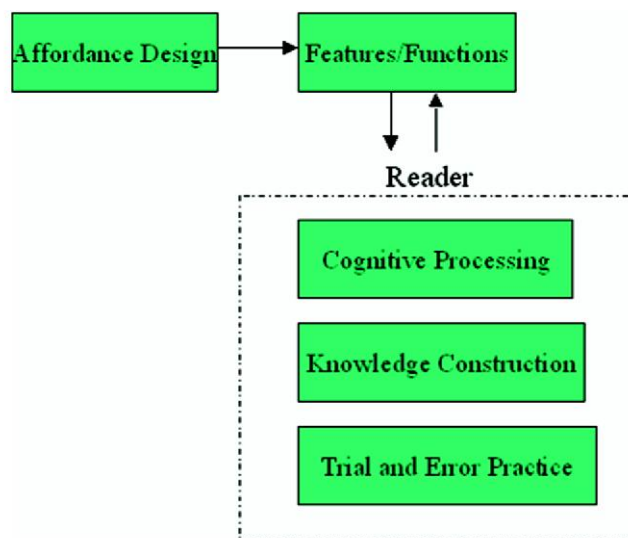 Affordance Design
Features/Functions
Reader
Cognitive Processing
Knowledge Construction
Trial and Error Practice